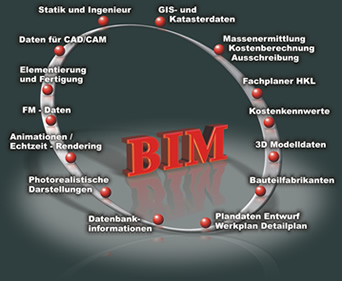 Statik und Ingenieur
GIS- und
Katasterdaten
Daten für CAD/CAM
Massenermittlung
Kostenberechnung
Ausschreibung
Elementierung
und Fertigung
Fachplaner HKL
FM - Daten
Kostenkennwerte
Animationen /
Echtzeit - Rendering
3D Modelldaten
BIM
Photorealistische
Darstellungen
Bauteilfabrikanten
Datenbank-
informationen
Plandaten Entwurf
Werkplan Detailplan